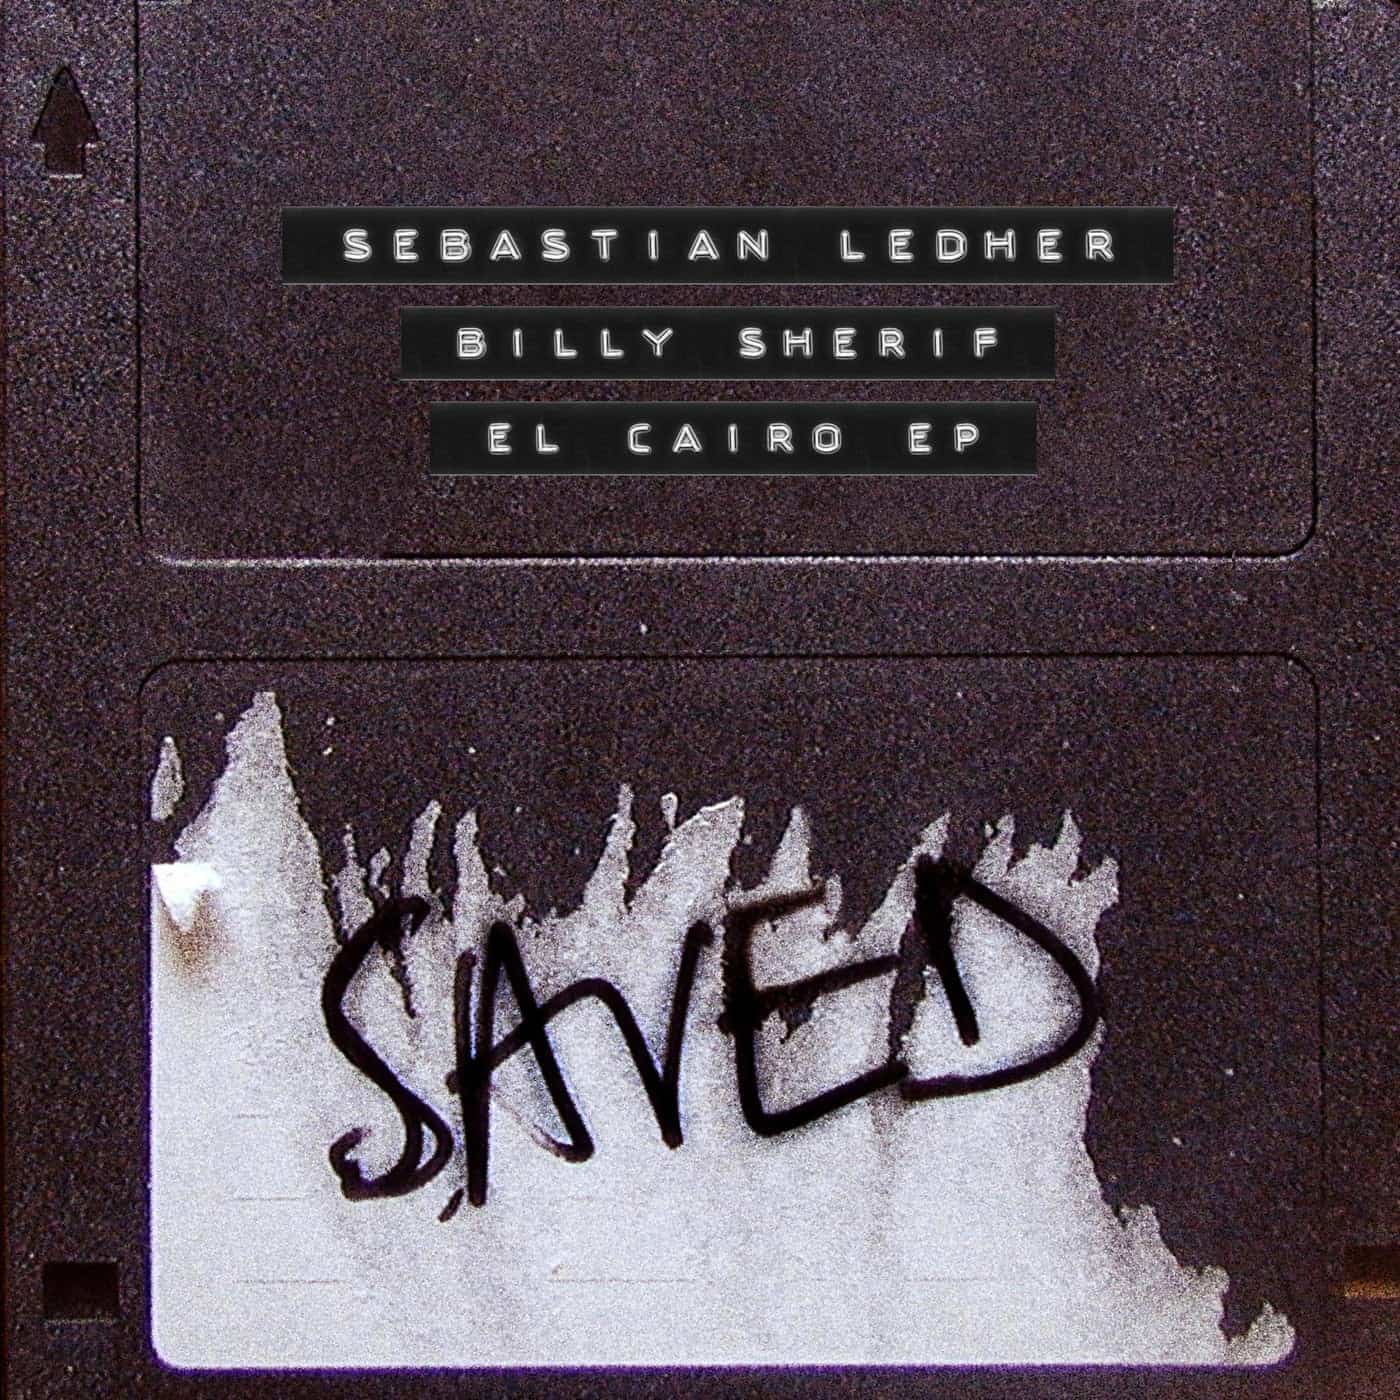 SEBASTIAN LEDHER
BILLY SHERIF
EL CAIRO EP
SAVED